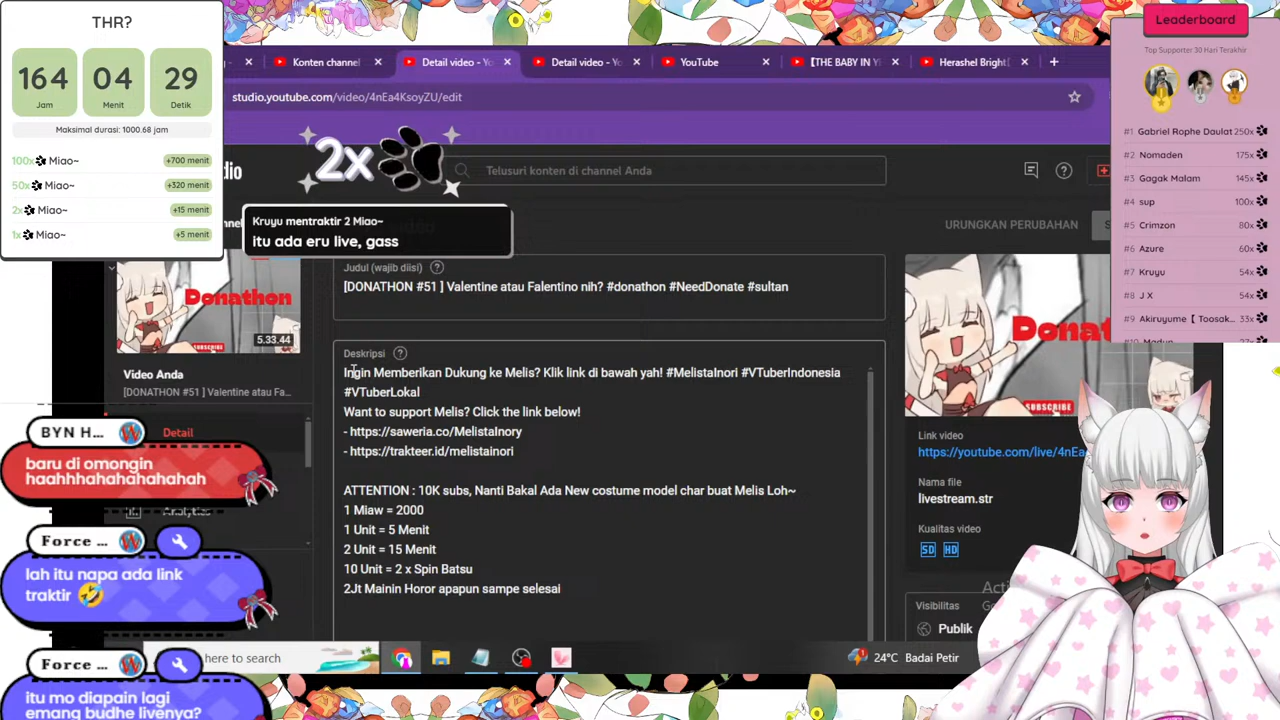 THR?
164
04
29
Jam
Menit
Detik
Maksimal durasi: 1000.68 jam
100x Miao~ +700 menit
50x Miao~ +320 menit
2x Miao~ +15 menit
1x Miao~ +5 menit
Konten channel
Detail video - Yo
Detail video - Yo
YouTube
【THE BABY IN Y
Herashel Bright
studio.youtube.com/video/4nEa4KsoyZU/edit
2x
Telusuri konten di channel Anda
Kruyu mentraktir 2 Miao~
itu ada eru live, gass
URUNGKAN PERUBAHAN
Judul (wajib diisi)
[DONATHON #51 ] Valentine atau Falentino nih? #donathon #NeedDonate #sultan
Deskripsi
Ingin Memberikan Dukung ke Melis? Klik link di bawah yah! #MelistaInori #VTuberIndonesia
#VTuberLokal
Want to support Melis? Click the link below!
- https://saweria.co/MelistaInory
- https://trakteer.id/melistainori
ATTENTION : 10K subs, Nanti Bakal Ada New costume model char buat Melis Loh~
1 Miaw = 2000
1 Unit = 5 Menit
2 Unit = 15 Menit
10 Unit = 2 x Spin Batsu
2Jt Mainin Horor apapun sampe selesai
Donathon
5.33.44
Video Anda
[DONATHON #51 ] Valentine atau Fa...
Detail
Analytics
BYN H...
baru di omongin
haahhhahahahahah
Force ...
lah itu napa ada link
traktir 🤣
Force ...
itu mo diapain lagi
emang budhe livenya?
SUBSCRIBE
Link video
https://youtube.com/live/4nEa
Nama file
livestream.str
Kualitas video
SD HD
Visibilitas
Publik
here to search
24°C Badai Petir
Leaderboard
Top Supporter 30 Hari Terakhir
#1 Gabriel Rophe Daulat 250x
#2 Nomaden 175x
#3 Gagak Malam 145x
#4 sup 100x
#5 Crimzon 80x
#6 Azure 60x
#7 Kruyu 54x
#8 J X 54x
#9 Akiruyume【 Toosak... 33x